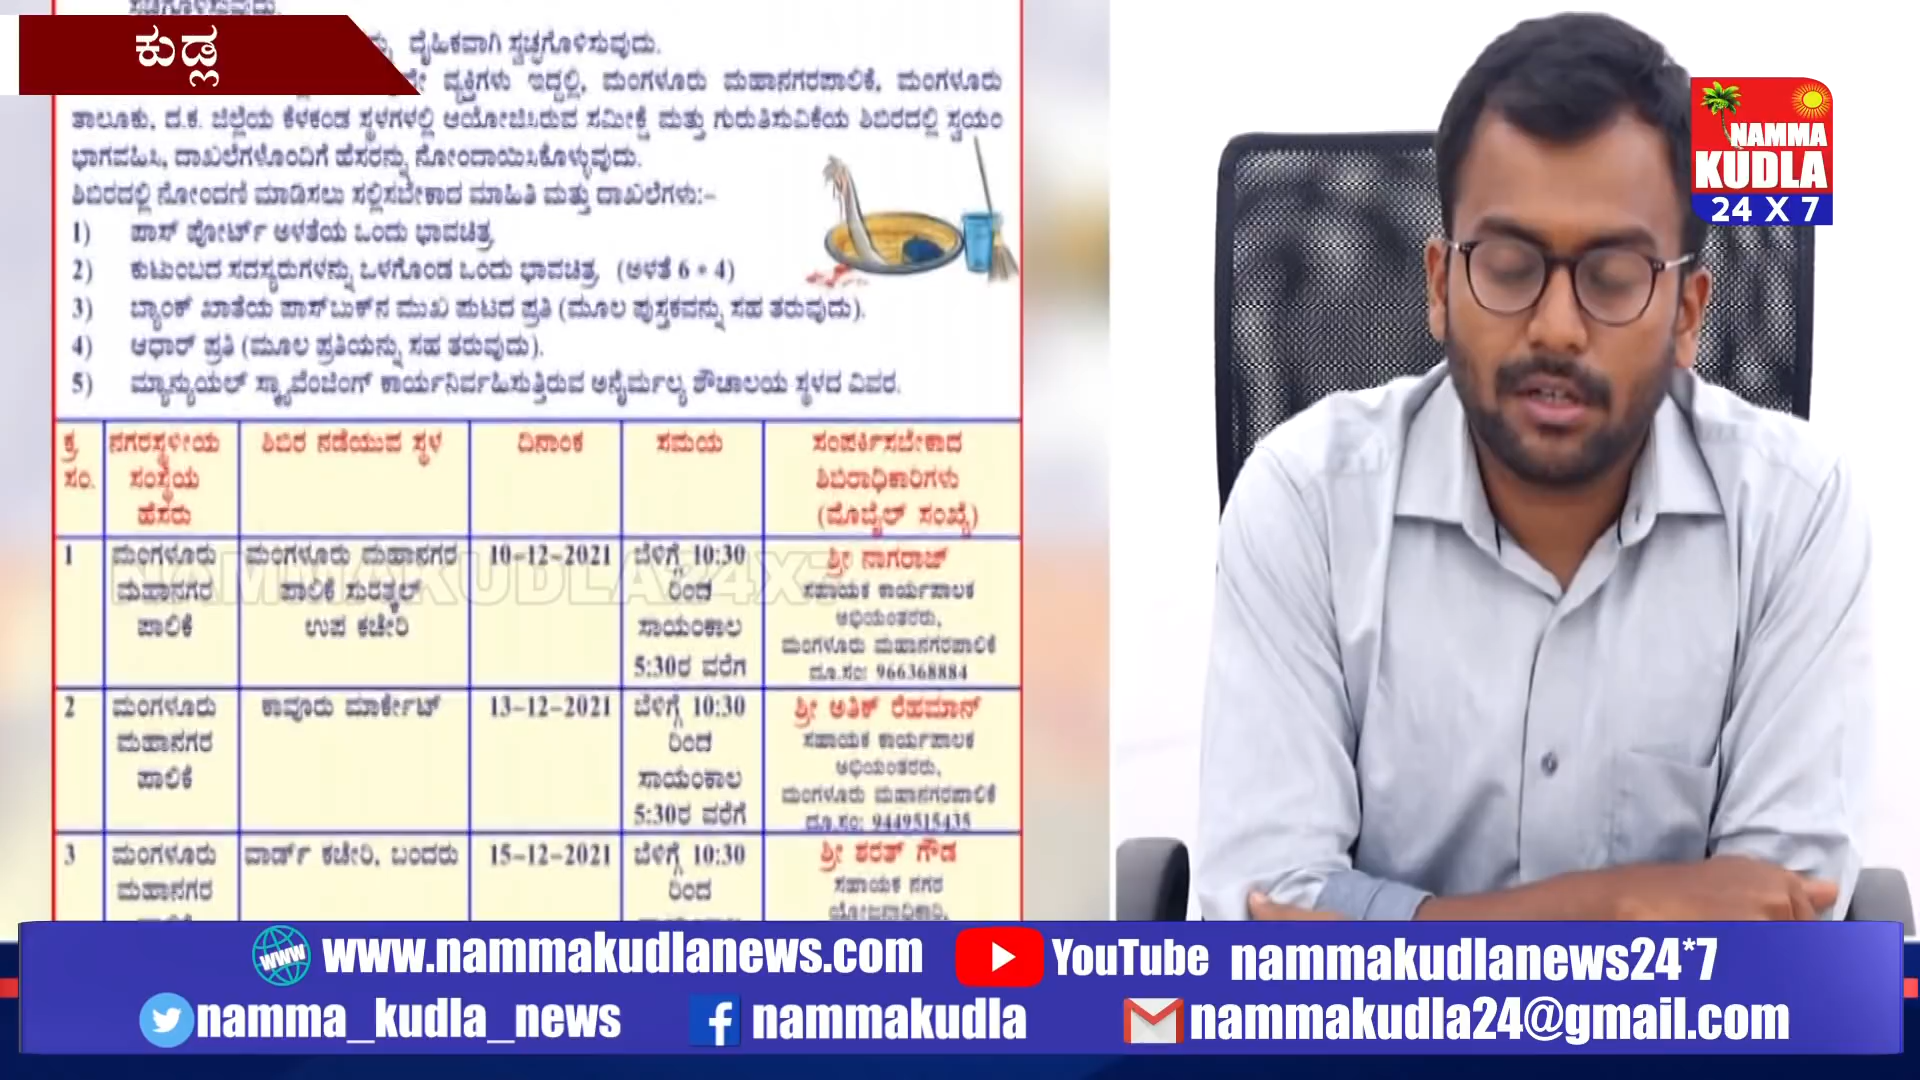 ಕುಡ್ಲ
ಸ್ವಚ್ಛಗೊಳಿಸುವುದು.
ದೈಹಿಕವಾಗಿ ಸ್ವಚ್ಛಗೊಳಿಸುವುದು.
ವ್ಯಕ್ತಿಗಳು ಇದ್ದಲ್ಲಿ, ಮಂಗಳೂರು ಮಹಾನಗರಪಾಲಿಕೆ, ಮಂಗಳೂರು
ತಾಲೂಕು, ದ.ಕ. ಜಿಲ್ಲೆಯ ಕೆಳಕಂಡ ಸ್ಥಳಗಳಲ್ಲಿ ಆಯೋಜಿಸಿರುವ ಸಮೀಕ್ಷೆ ಮತ್ತು ಗುರುತಿಸುವಿಕೆಯ ಶಿಬಿರದಲ್ಲಿ ಸ್ವಯಂ
ಭಾಗವಹಿಸಿ, ದಾಖಲೆಗಳೊಂದಿಗೆ ಹೆಸರನ್ನು ನೋಂದಾಯಿಸಿಕೊಳ್ಳುವುದು.
ಶಿಬಿರದಲ್ಲಿ ನೋಂದಣಿ ಮಾಡಿಸಲು ಸಲ್ಲಿಸಬೇಕಾದ ಮಾಹಿತಿ ಮತ್ತು ದಾಖಲೆಗಳು:-
1) ಪಾಸ್ ಪೋರ್ಟ್ ಅಳತೆಯ ಒಂದು ಭಾವಚಿತ್ರ
2) ಕುಟುಂಬದ ಸದಸ್ಯರುಗಳನ್ನು ಒಳಗೊಂಡ ಒಂದು ಭಾವಚಿತ್ರ (ಅಳತೆ 6 * 4)
3) ಬ್ಯಾಂಕ್ ಖಾತೆಯ ಪಾಸ್‌ಬುಕ್‌ನ ಮುಖ ಪುಟದ ಪ್ರತಿ (ಮೂಲ ಪುಸ್ತಕವನ್ನು ಸಹ ತರುವುದು).
4) ಆಧಾರ್ ಪ್ರತಿ (ಮೂಲ ಪ್ರತಿಯನ್ನು ಸಹ ತರುವುದು).
5) ಮ್ಯಾನ್ಯುಯಲ್ ಸ್ಕ್ಯಾವೆಂಜಿಂಗ್ ಕಾರ್ಯನಿರ್ವಹಿಸುತ್ತಿರುವ ಅನೈರ್ಮಲ್ಯ ಶೌಚಾಲಯ ಸ್ಥಳದ ವಿವರ.
ಕ್ರ. ಸಂ.
ನಗರಸ್ಥಳೀಯ ಸಂಸ್ಥೆಯ ಹೆಸರು
ಶಿಬಿರ ನಡೆಯುವ ಸ್ಥಳ
ದಿನಾಂಕ
ಸಮಯ
ಸಂಪರ್ಕಿಸಬೇಕಾದ ಶಿಬಿರಾಧಿಕಾರಿಗಳು (ಮೊಬೈಲ್ ಸಂಖ್ಯೆ)
1
ಮಂಗಳೂರು ಮಹಾನಗರ ಪಾಲಿಕೆ
ಮಂಗಳೂರು ಮಹಾನಗರ ಪಾಲಿಕೆ ಸುರತ್ಕಲ್ ಉಪ ಕಚೇರಿ
10-12-2021
ಬೆಳಿಗ್ಗೆ 10:30 ರಿಂದ ಸಾಯಂಕಾಲ 5:30ರ ವರೆಗೆ
ಶ್ರೀ ನಾಗರಾಜ್
ಸಹಾಯಕ ಕಾರ್ಯಪಾಲಕ
ಅಭಿಯಂತರರು,
ಮಂಗಳೂರು ಮಹಾನಗರಪಾಲಿಕೆ
ದೂ.ಸಂ: 966368884
2
ಮಂಗಳೂರು ಮಹಾನಗರ ಪಾಲಿಕೆ
ಕಾವೂರು ಮಾರ್ಕೇಟ್
13-12-2021
ಬೆಳಿಗ್ಗೆ 10:30 ರಿಂದ ಸಾಯಂಕಾಲ 5:30ರ ವರೆಗೆ
ಶ್ರೀ ಅತಿಕ್ ರೆಹಮಾನ್
ಸಹಾಯಕ ಕಾರ್ಯಪಾಲಕ
ಅಭಿಯಂತರರು,
ಮಂಗಳೂರು ಮಹಾನಗರಪಾಲಿಕೆ
ದೂ.ಸಂ: 9449515435
3
ಮಂಗಳೂರು ಮಹಾನಗರ
ವಾರ್ಡ್ ಕಚೇರಿ, ಬಂದರು
15-12-2021
ಬೆಳಿಗ್ಗೆ 10:30 ರಿಂದ
ಶ್ರೀ ಶರತ್ ಗೌಡ
ಸಹಾಯಕ ನಗರ
ಯೋಜನಾಧಿಕಾರಿ,
NAMMAKUDLA24X7
NAMMA
KUDLA
24 X 7
www www.nammakudlanews.com YouTube nammakudlanews24*7
namma_kudla_news nammakudla nammakudla24@gmail.com